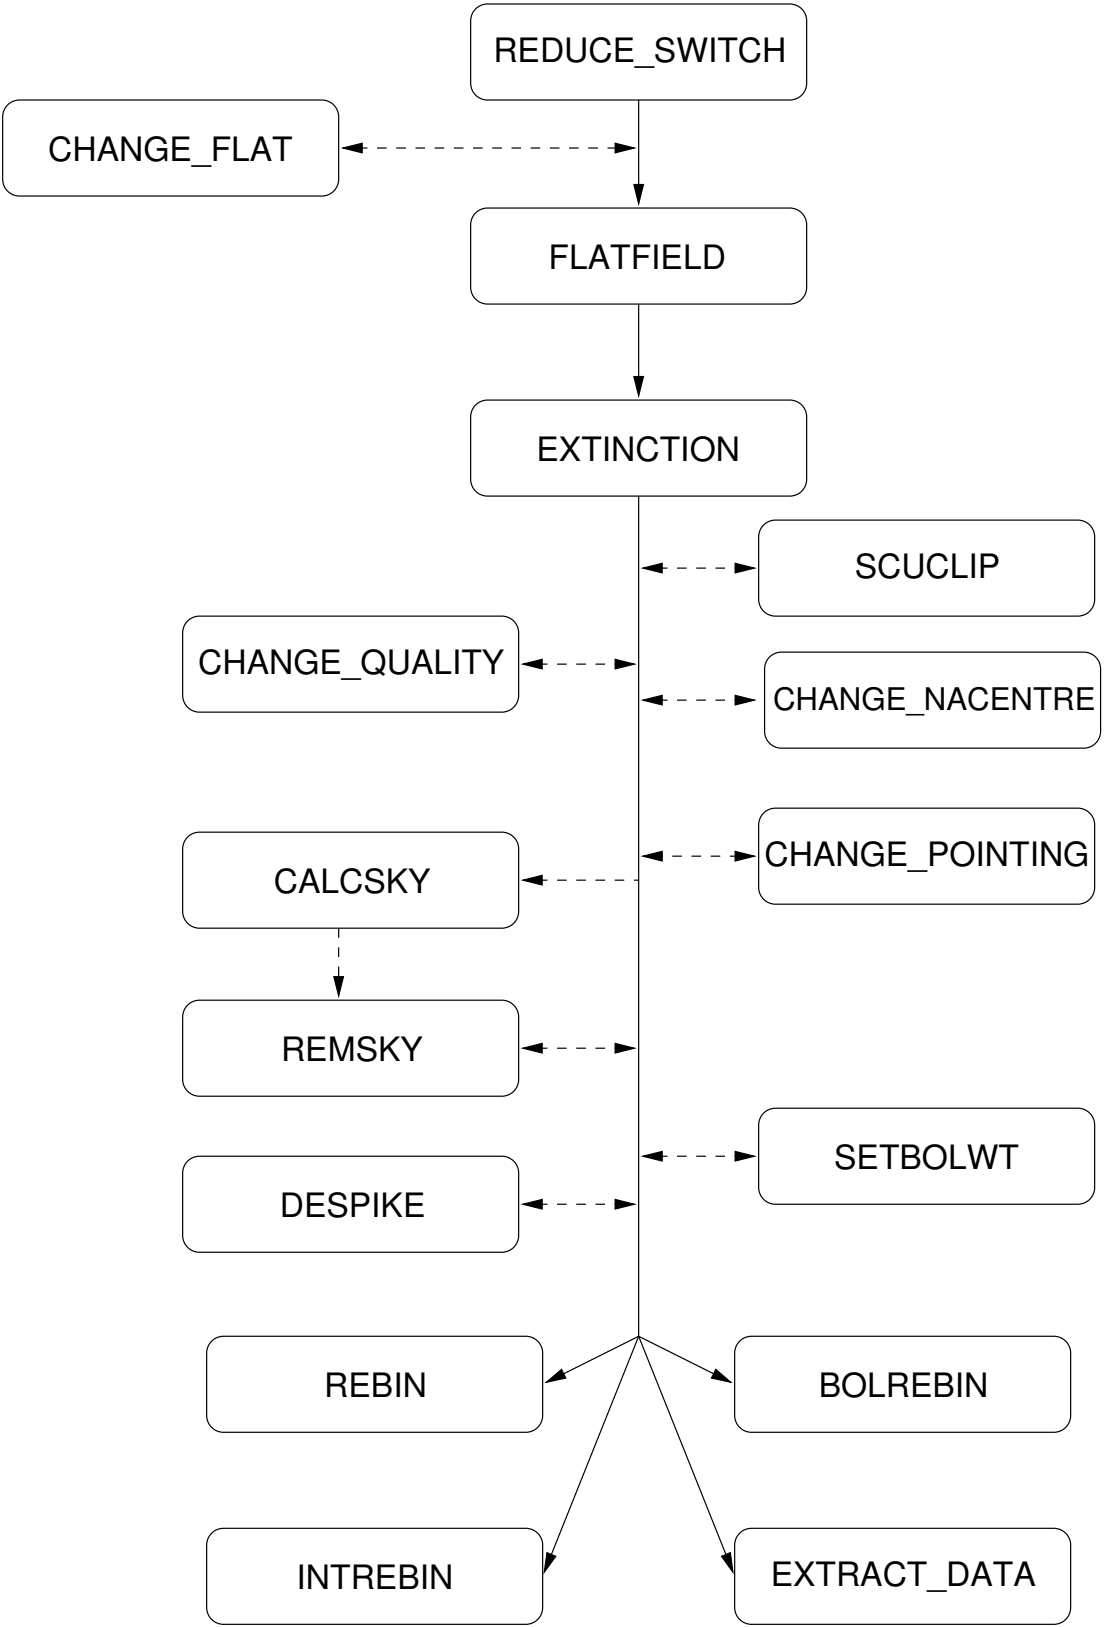 REDUCE_SWITCH
CHANGE_FLAT
FLATFIELD
EXTINCTION
SCUCLIP
CHANGE_QUALITY
CHANGE_NACENTRE
CHANGE_POINTING
CALCSKY
REMSKY
SETBOLWT
DESPIKE
REBIN
BOLREBIN
INTREBIN
EXTRACT_DATA